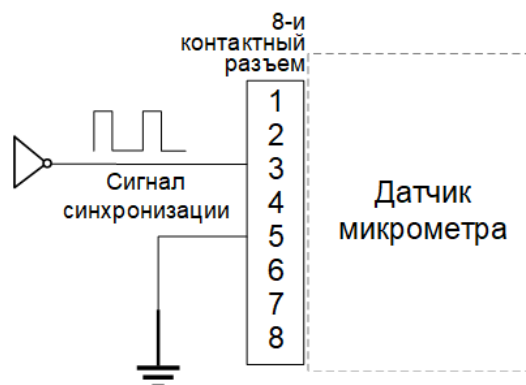 8-и
контактный
разъем
1
2
3
4
5
6
7
8
Сигнал
синхронизации
Датчик
микрометра